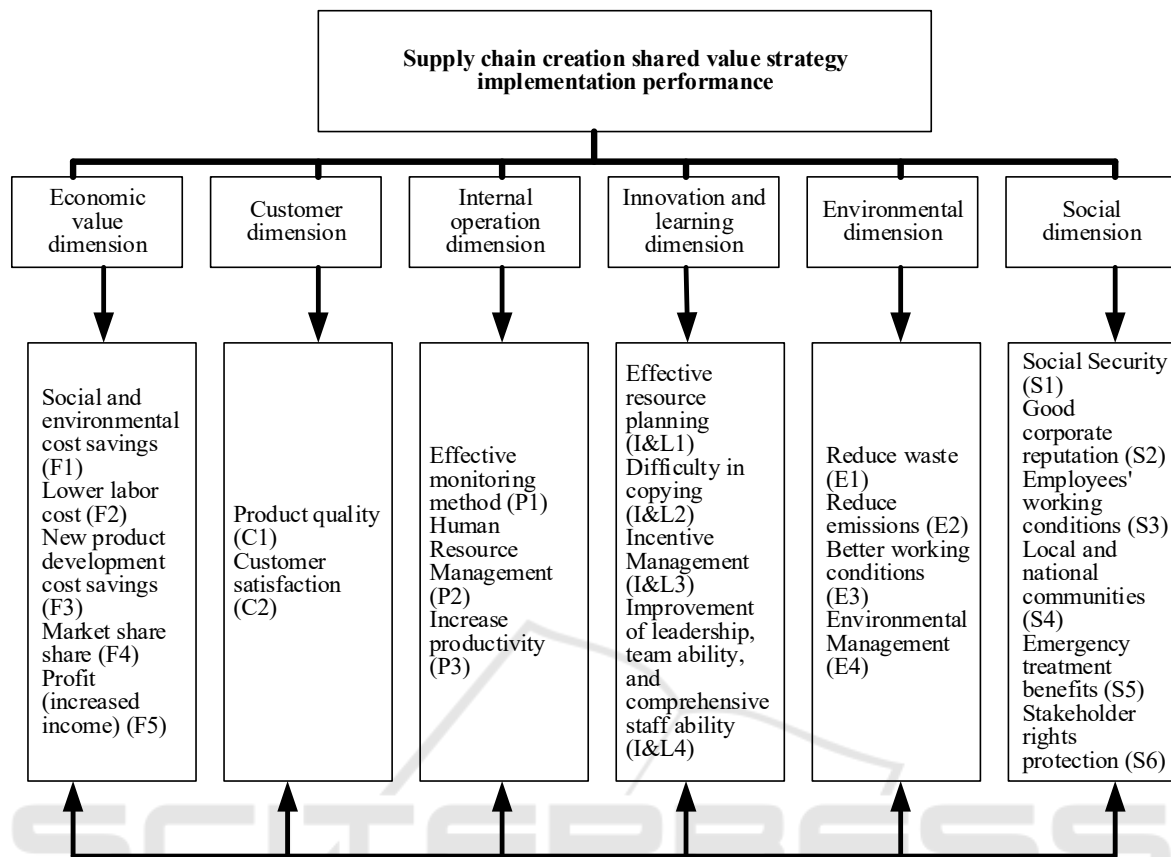 Supply chain creation shared value strategy
implementation performance
Economic
value
dimension
Customer
dimension
Internal
operation
dimension
Innovation and
learning
dimension
Environmental
dimension
Social
dimension
Social and
environmental
cost savings
(F1)
Lower labor
cost (F2)
New product
development
cost savings
(F3)
Market share
share (F4)
Profit
(increased
income) (F5)
Product quality
(C1)
Customer
satisfaction
(C2)
Effective
monitoring
method (P1)
Human
Resource
Management
(P2)
Increase
productivity
(P3)
Effective
resource
planning
(I&L1)
Difficulty in
copying
(I&L2)
Incentive
Management
(I&L3)
Improvement
of leadership,
team ability,
and
comprehensive
staff ability
(I&L4)
Reduce waste
(E1)
Reduce
emissions (E2)
Better working
conditions
(E3)
Environmental
Management
(E4)
Social Security
(S1)
Good
corporate
reputation (S2)
Employees'
working
conditions (S3)
Local and
national
communities
(S4)
Emergency
treatment
benefits (S5)
Stakeholder
rights
protection (S6)
SCITEPRESS